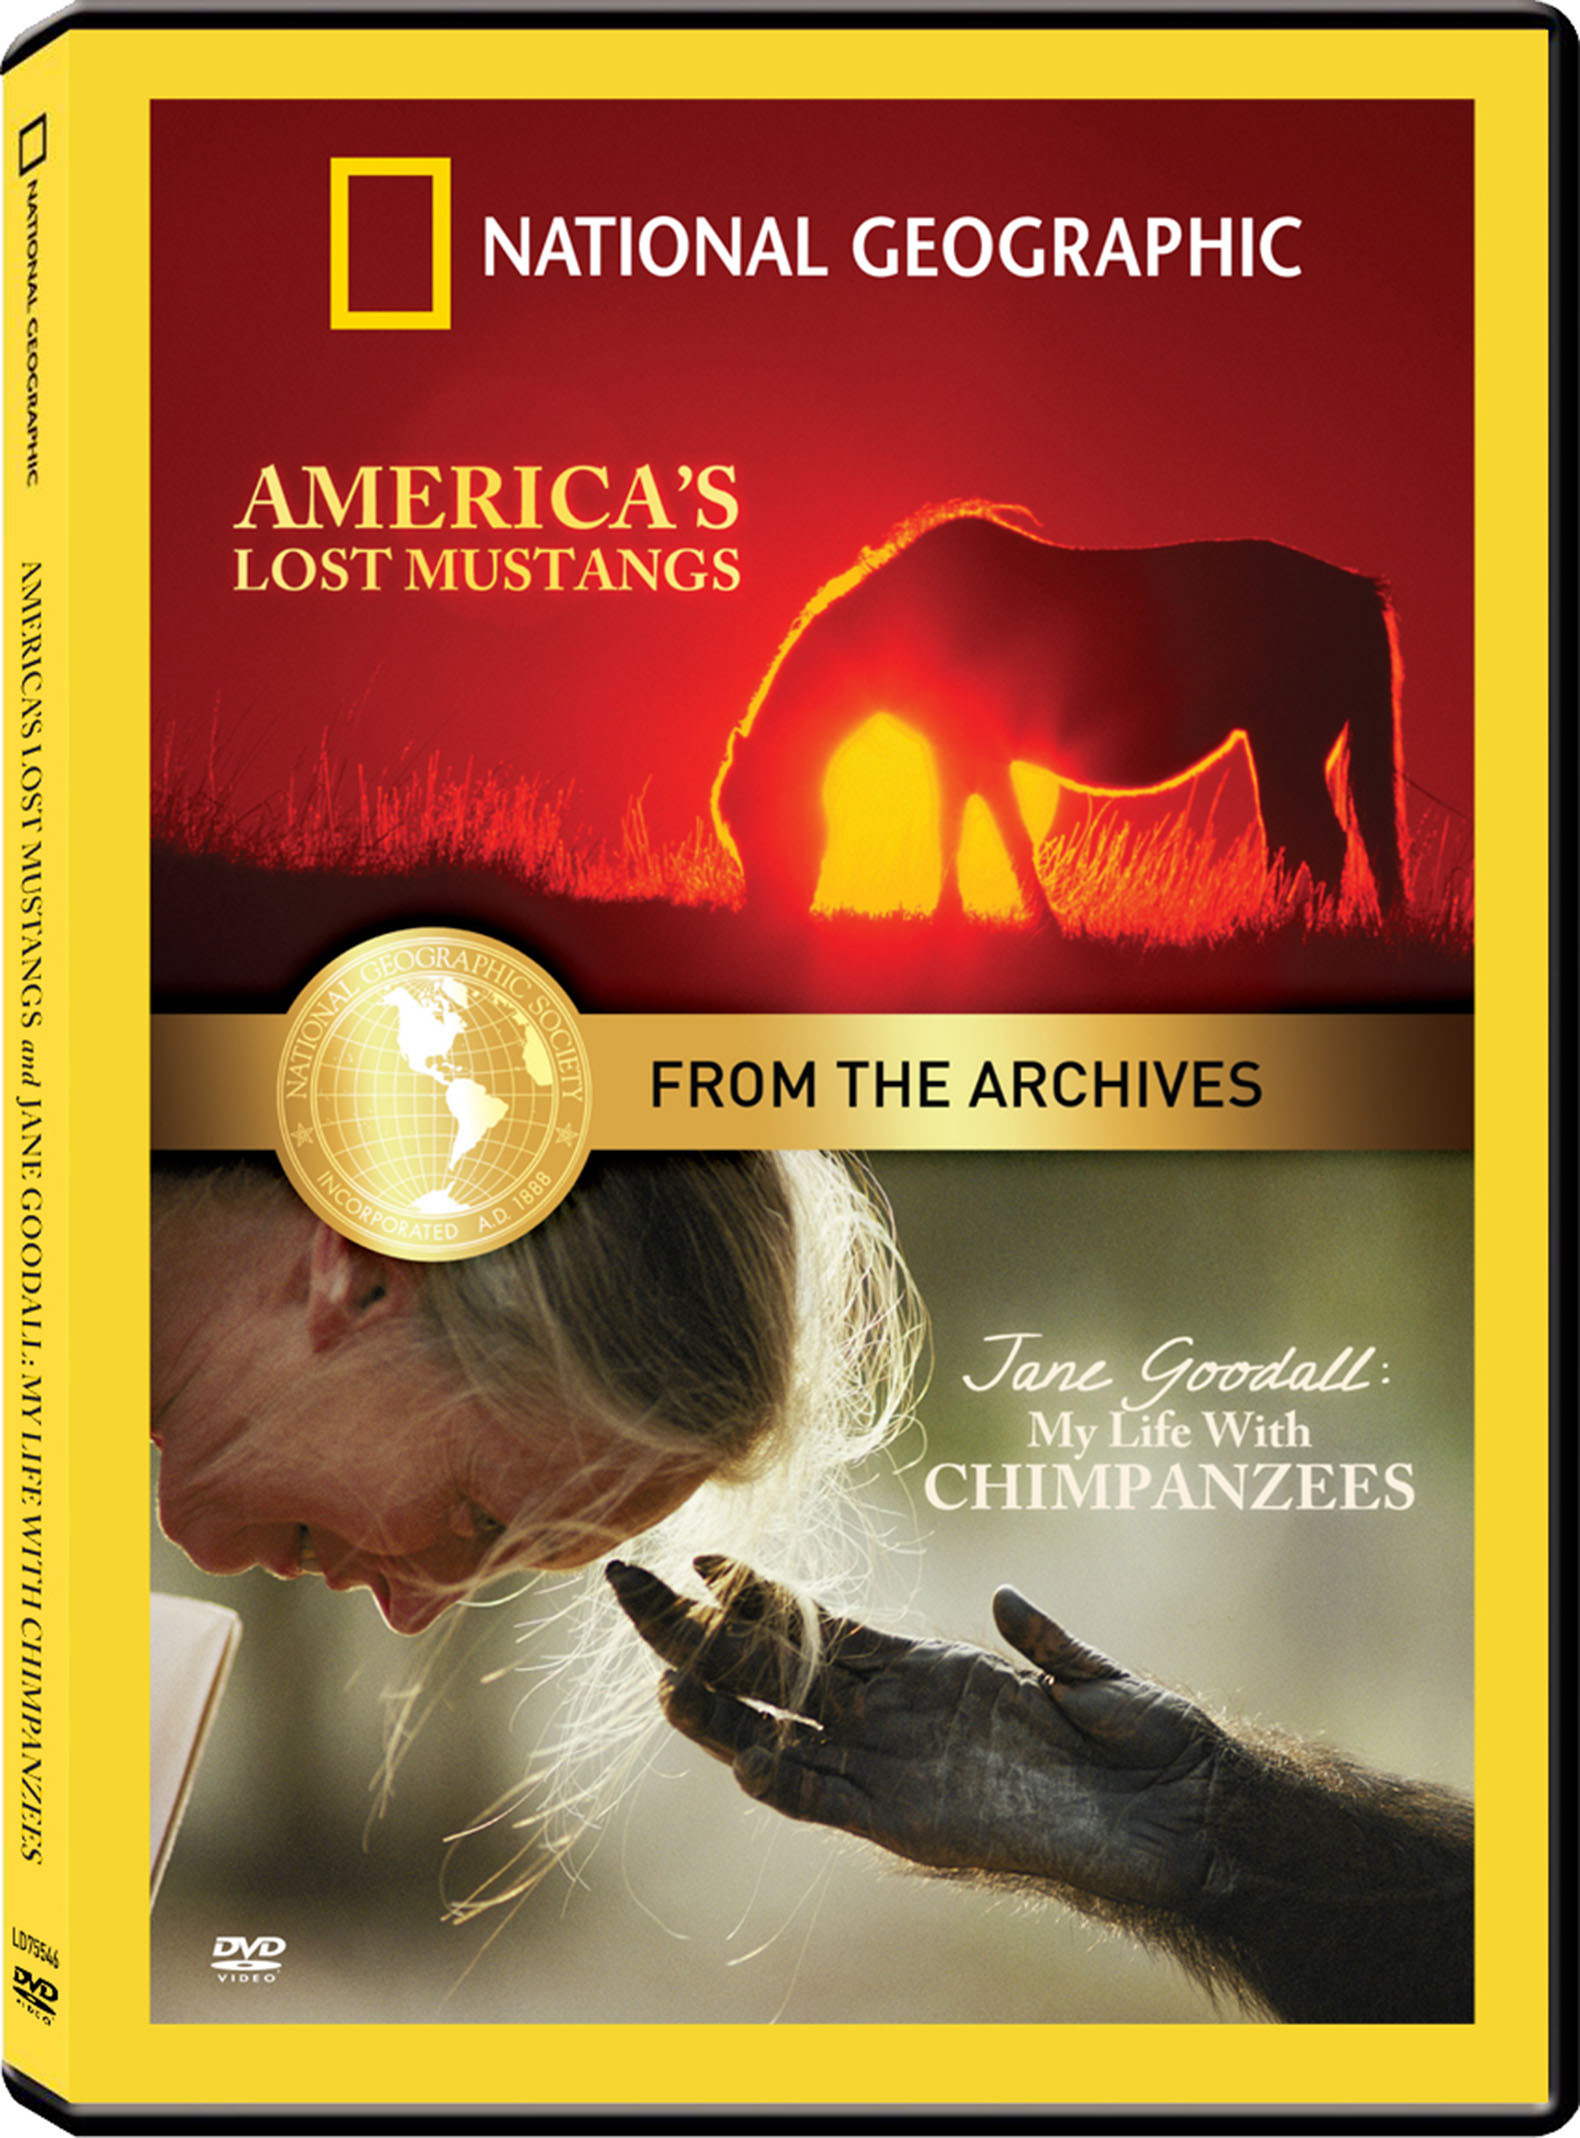 NATIONAL GEOGRAPHIC
AMERICA'S
LOST MUSTANGS
NATIONAL GEOGRAPHIC SOCIETY
INCORPORATED A.D. 1888
FROM THE ARCHIVES
Jane Goodall:
My Life With
CHIMPANZEES
DVD
VIDEO
NATIONAL GEOGRAPHIC
AMERICA'S LOST MUSTANGS and JANE GOODALL: MY LIFE WITH CHIMPANZEES
LD75546
DVD
VIDEO